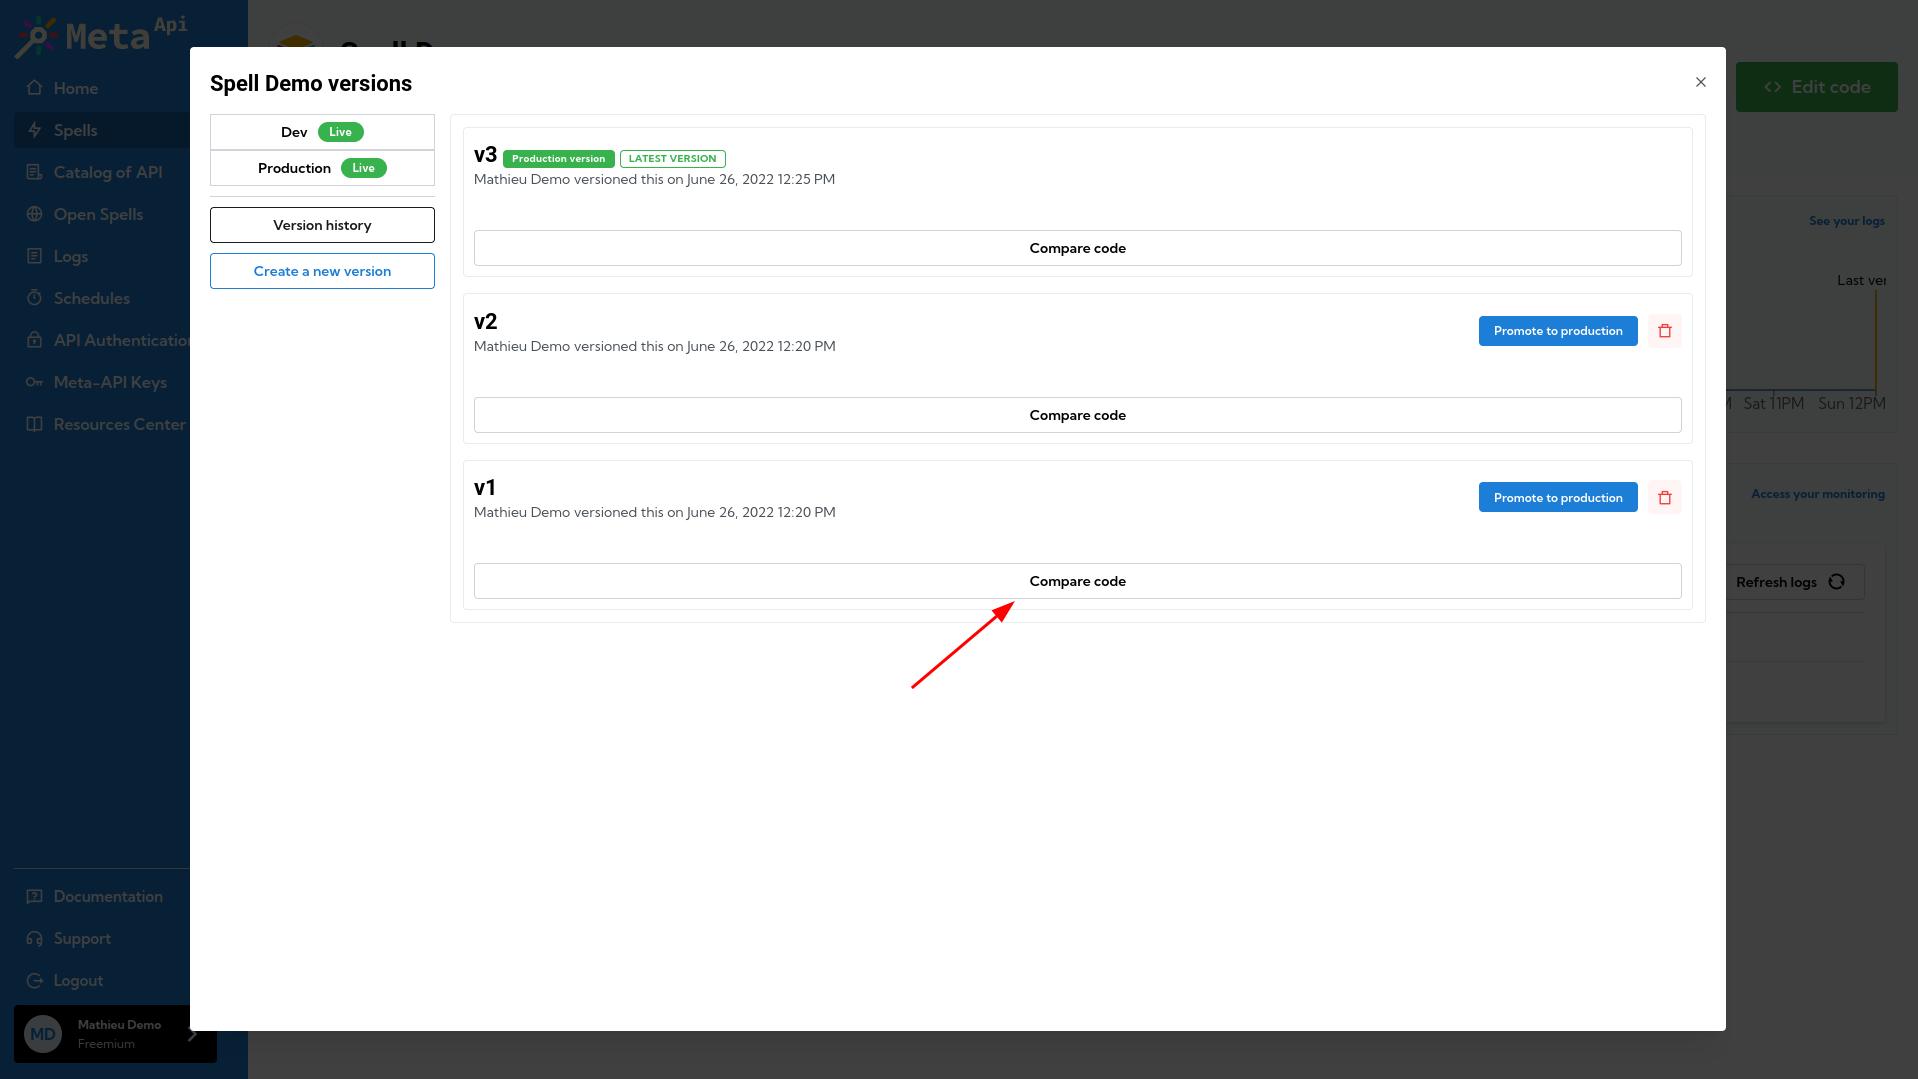 Meta Api
Home
Spells
Catalog of API
Open Spells
Logs
Schedules
API Authenticatio
Meta-API Keys
Resources Center
Documentation
Support
Logout
MD
Mathieu Demo
Freemium
Spell Demo versions
Dev Live
Production Live
Version history
Create a new version
v3 Production version LATEST VERSION
Mathieu Demo versioned this on June 26, 2022 12:25 PM
Compare code
v2
Mathieu Demo versioned this on June 26, 2022 12:20 PM
Promote to production
Compare code
v1
Mathieu Demo versioned this on June 26, 2022 12:20 PM
Promote to production
Compare code
<> Edit code
See your logs
Last ver
M Sat 11PM Sun 12PM
Access your monitoring
Refresh logs